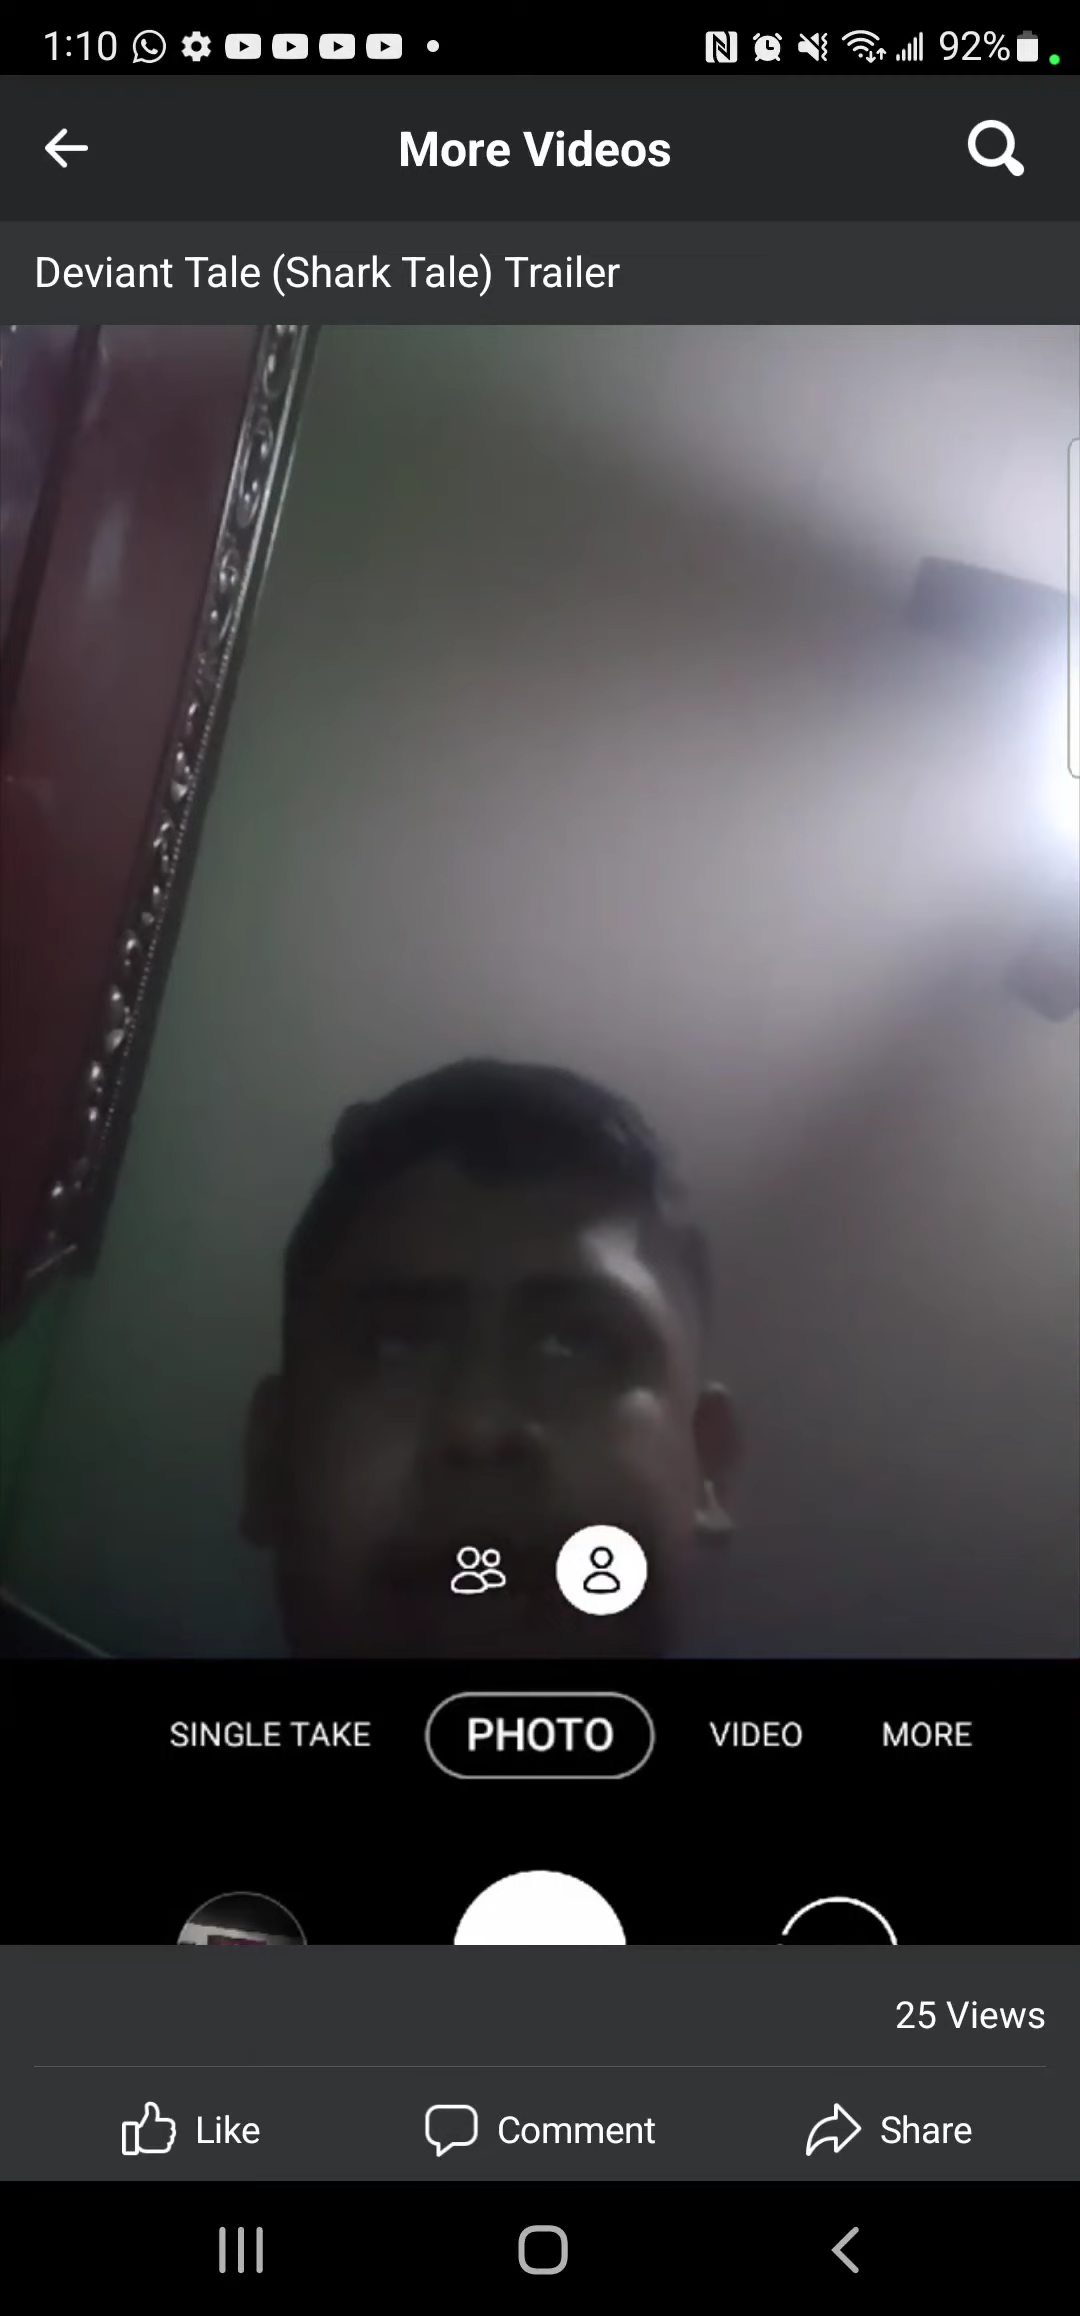 1:10 92%
More Videos
Deviant Tale (Shark Tale) Trailer
SINGLE TAKE PHOTO VIDEO MORE
25 Views
Like Comment Share